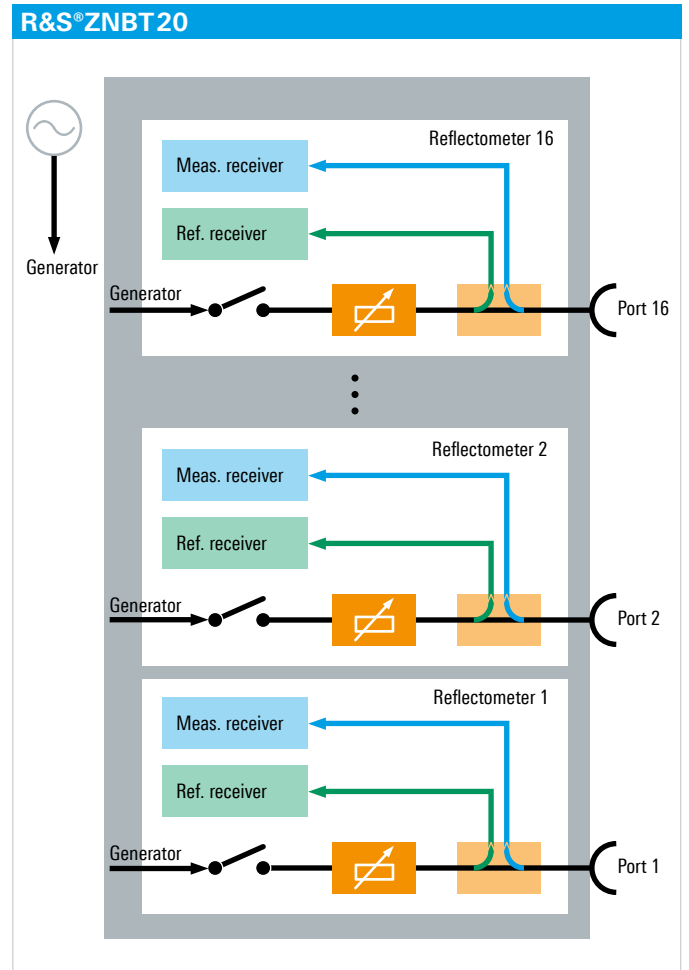 R&S®ZNBT20
Reflectometer 16
Meas. receiver
Ref. receiver
Generator
Generator
Port 16
Reflectometer 2
Meas. receiver
Ref. receiver
Generator
Port 2
Reflectometer 1
Meas. receiver
Ref. receiver
Generator
Port 1